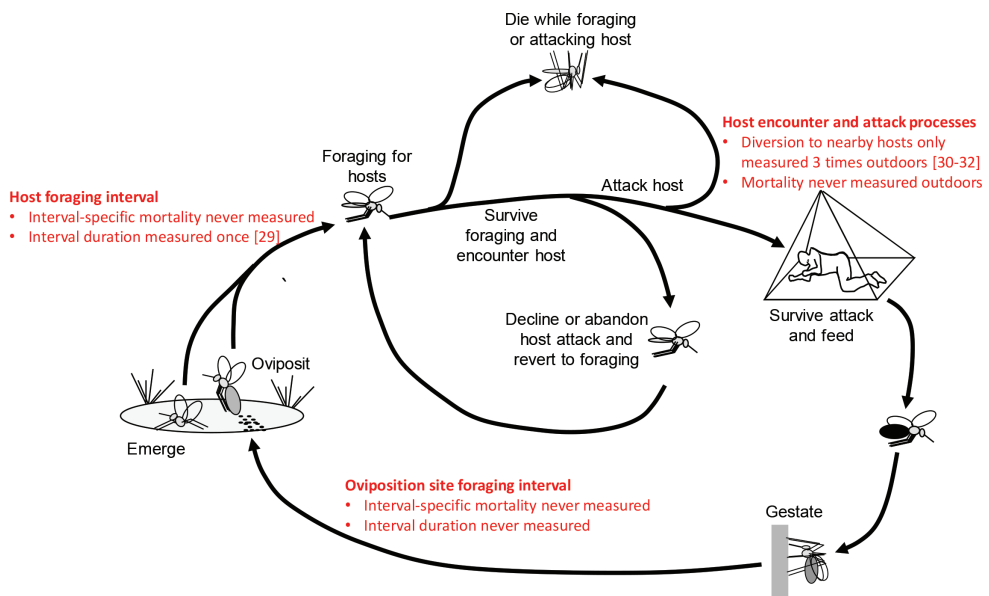 Die while foraging
or attacking host
Host encounter and attack processes
• Diversion to nearby hosts only
measured 3 times outdoors [30-32]
• Mortality never measured outdoors
Foraging for
hosts
Attack host
Host foraging interval
• Interval-specific mortality never measured
• Interval duration measured once [29]
Survive
foraging and
encounter host
Survive attack
and feed
Decline or abandon
host attack and
revert to foraging
Oviposit
Emerge
Oviposition site foraging interval
• Interval-specific mortality never measured
• Interval duration never measured
Gestate